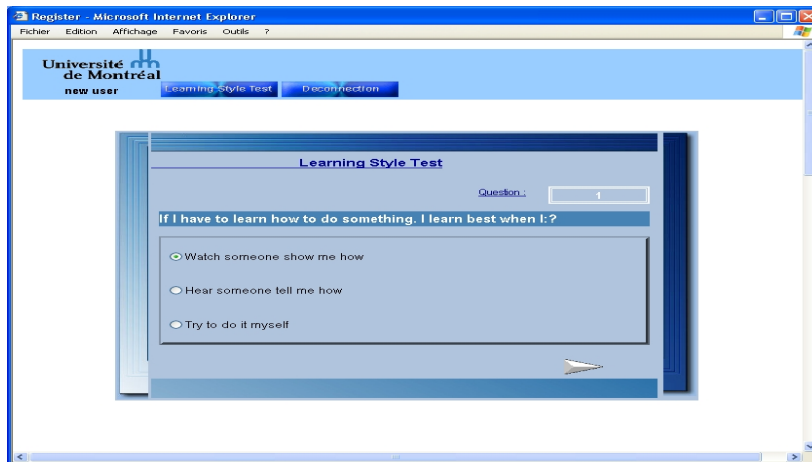 Register - Microsoft Internet Explorer
Fichier Edition Affichage Favoris Outils ?
Université
de Montréal
new user
Learning Style Test Deconnection
Learning Style Test
Question : 1
If I have to learn how to do something. I learn best when I:?
Watch someone show me how
Hear someone tell me how
Try to do it myself